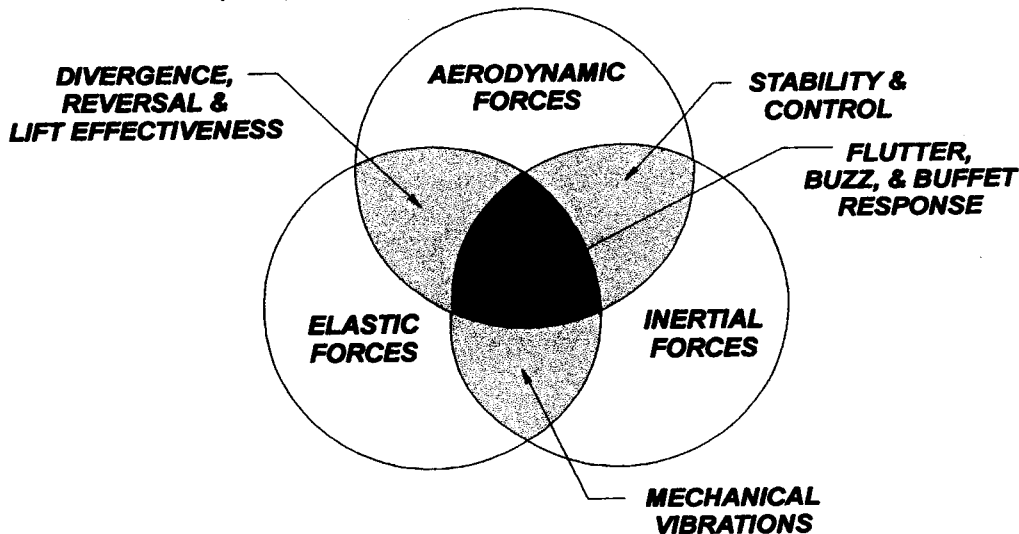 AERODYNAMIC
FORCES
DIVERGENCE,
REVERSAL &
LIFT EFFECTIVENESS
STABILITY &
CONTROL
FLUTTER,
BUZZ, & BUFFET
RESPONSE
ELASTIC
FORCES
INERTIAL
FORCES
MECHANICAL
VIBRATIONS